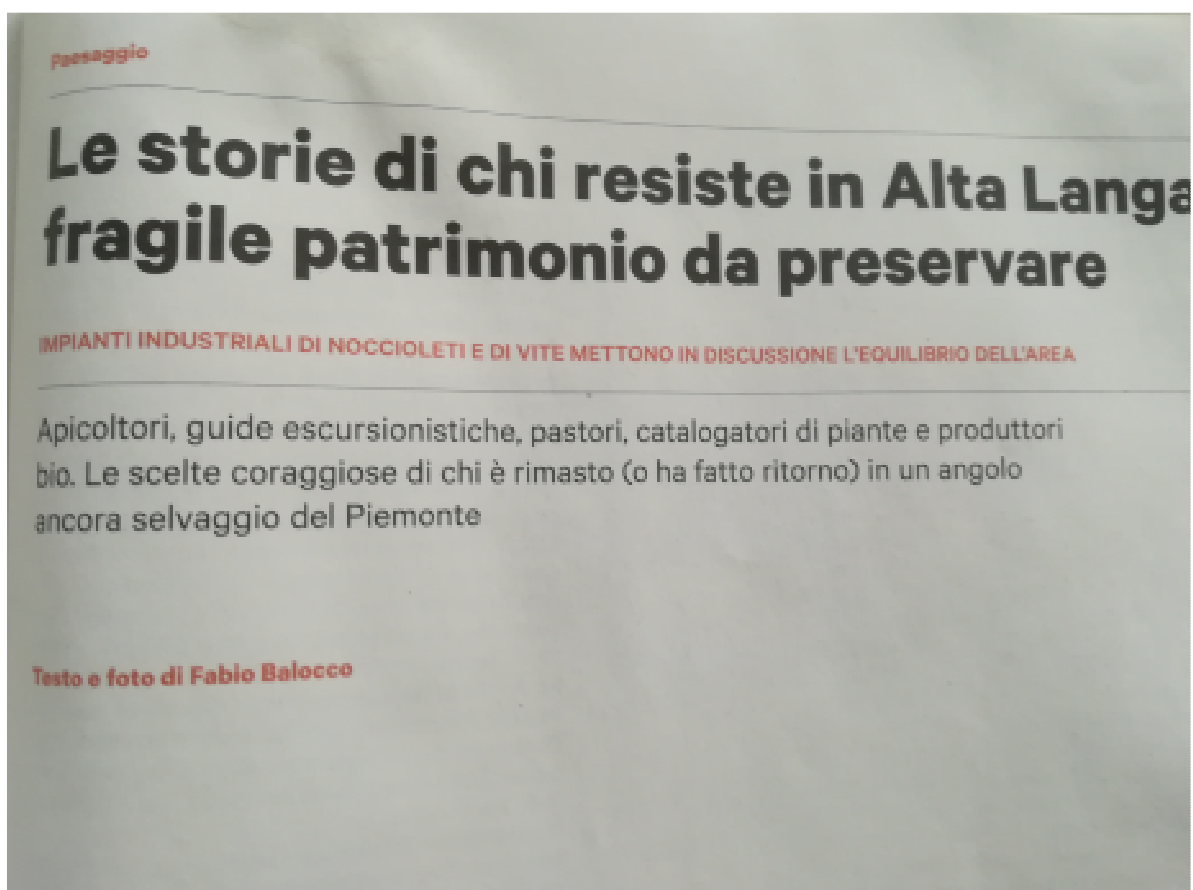 Paesaggio
Le storie di chi resiste in Alta Langa
fragile patrimonio da preservare
IMPIANTI INDUSTRIALI DI NOCCIOLETI E DI VITE METTONO IN DISCUSSIONE L'EQUILIBRIO DELL'AREA
Apicoltori, guide escursionistiche, pastori, catalogatori di piante e produttori
bio. Le scelte coraggiose di chi è rimasto (o ha fatto ritorno) in un angolo
ancora selvaggio del Piemonte
Testo e foto di Fabio Balocco